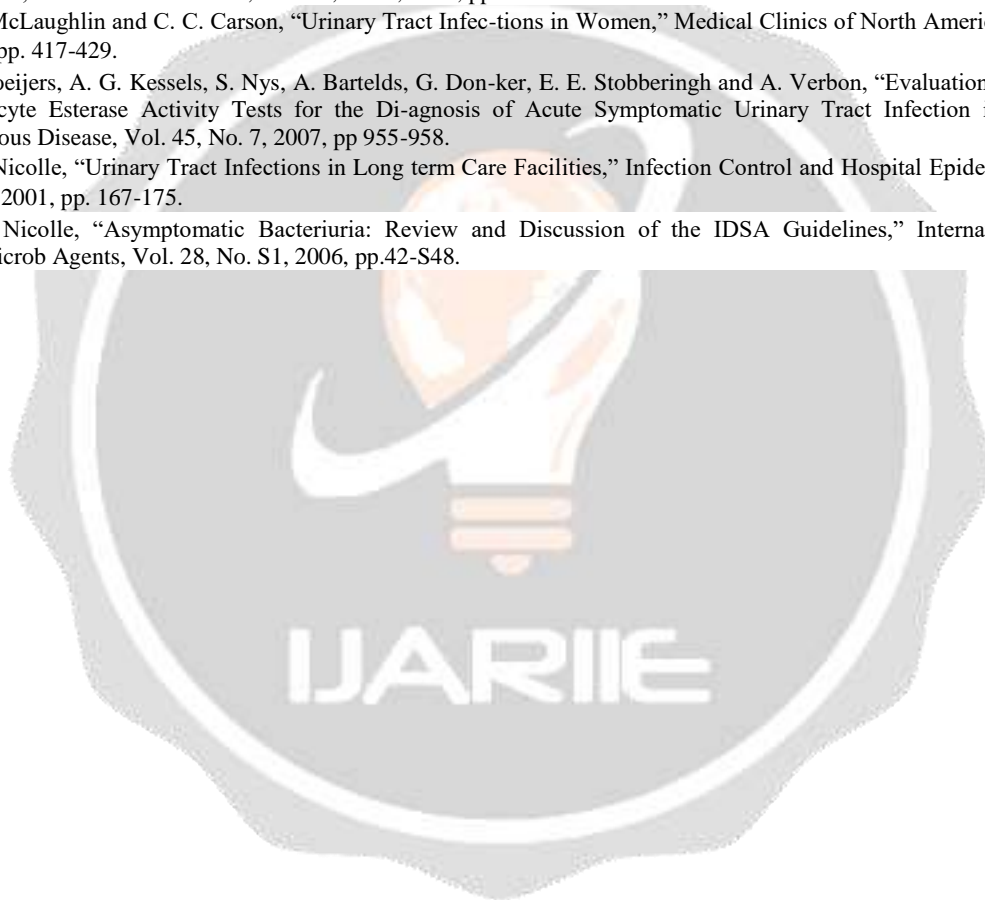 McLaughlin and C. C. Carson, “Urinary Tract Infec-tions in Women,” Medical Clinics of North Americ
pp. 417-429.
oeijers, A. G. Kessels, S. Nys, A. Bartelds, G. Don-ker, E. E. Stobberingh and A. Verbon, “Evaluation
cyte Esterase Activity Tests for the Di-agnosis of Acute Symptomatic Urinary Tract Infection i
ous Disease, Vol. 45, No. 7, 2007, pp 955-958.
Nicolle, “Urinary Tract Infections in Long term Care Facilities,” Infection Control and Hospital Epide
2001, pp. 167-175.
Nicolle, “Asymptomatic Bacteriuria: Review and Discussion of the IDSA Guidelines,” Interna
icrob Agents, Vol. 28, No. S1, 2006, pp.42-S48.
IJARIIE